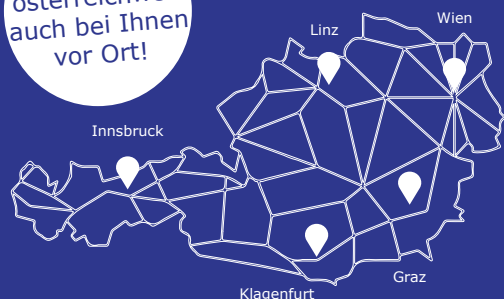 auch bei Ihnen
vor Ort!
Linz
Wien
Innsbruck
Graz
Klagenfurt